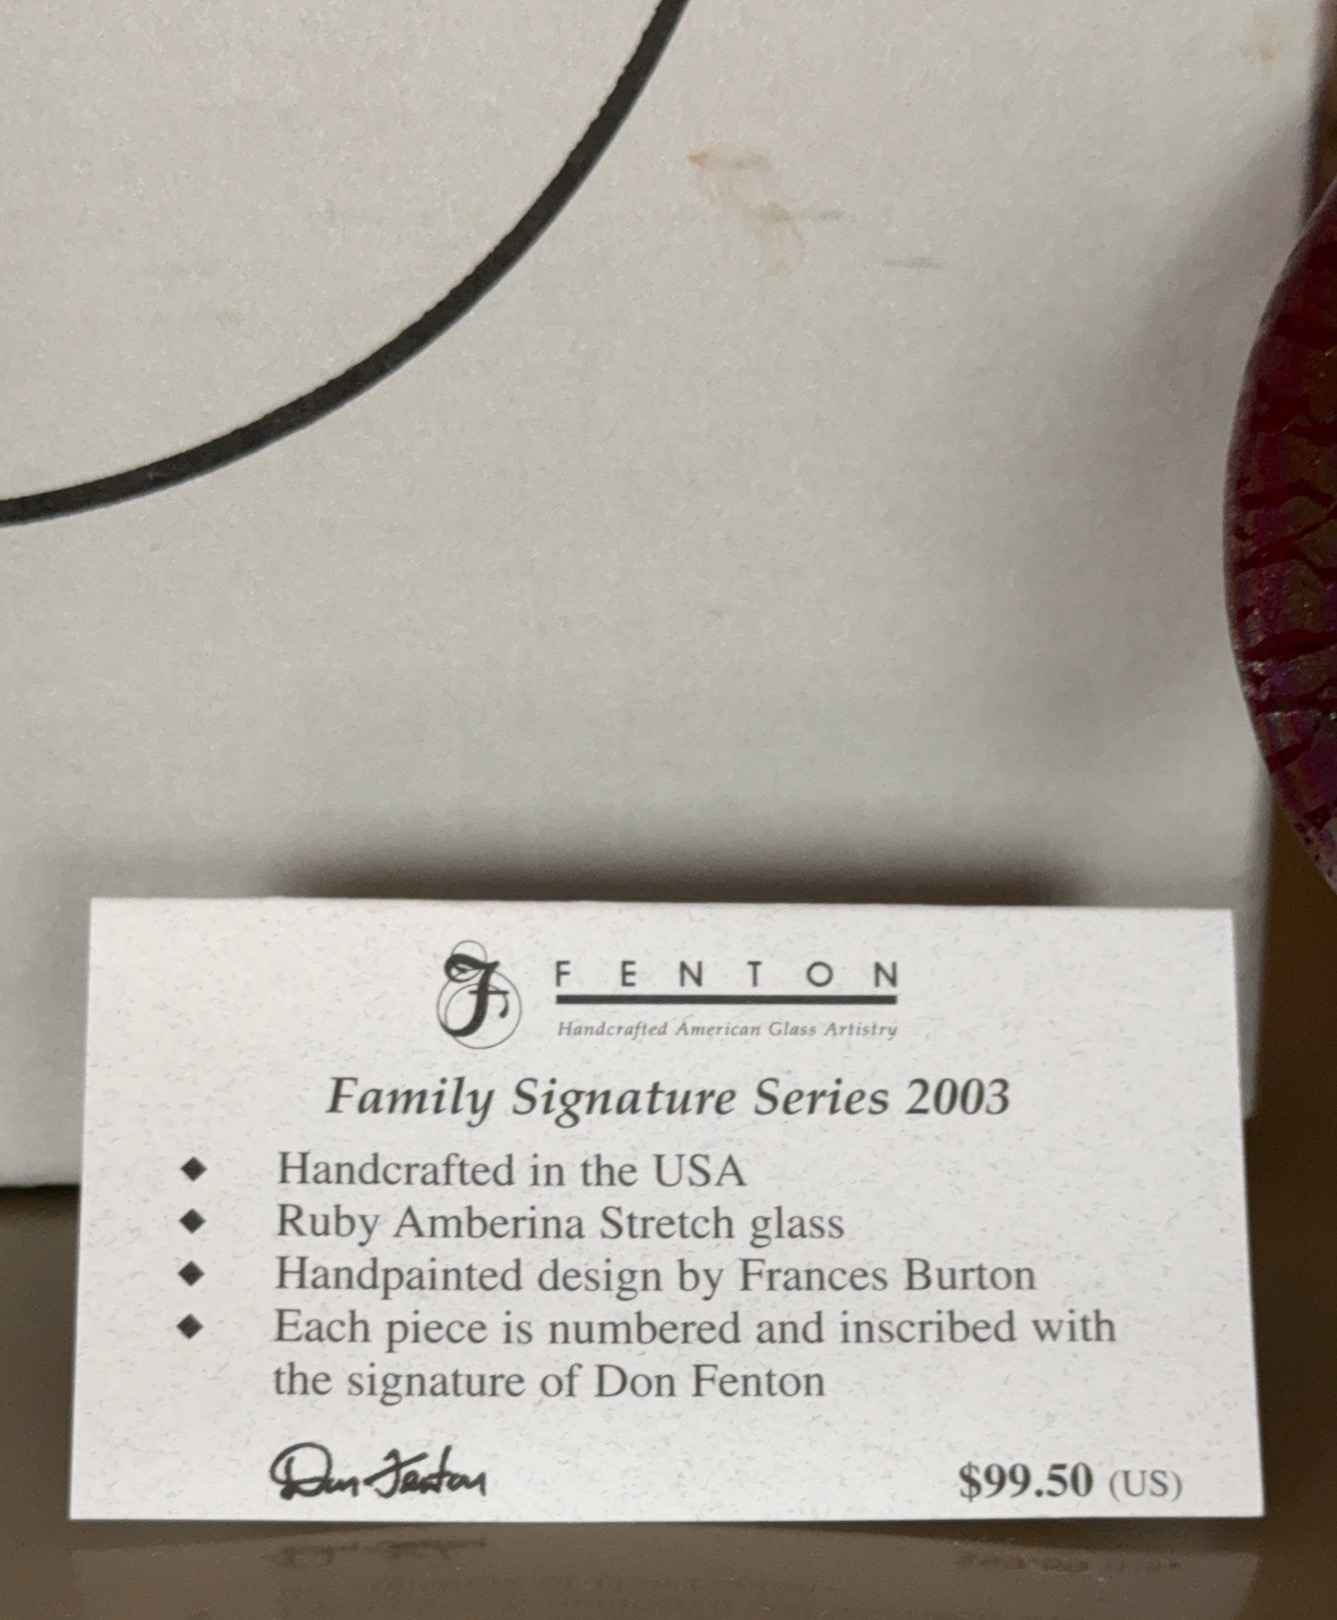 F FENTON
Handcrafted American Glass Artistry
Family Signature Series 2003
◆ Handcrafted in the USA
◆ Ruby Amberina Stretch glass
◆ Handpainted design by Frances Burton
◆ Each piece is numbered and inscribed with
the signature of Don Fenton
Don Fenton $99.50 (US)